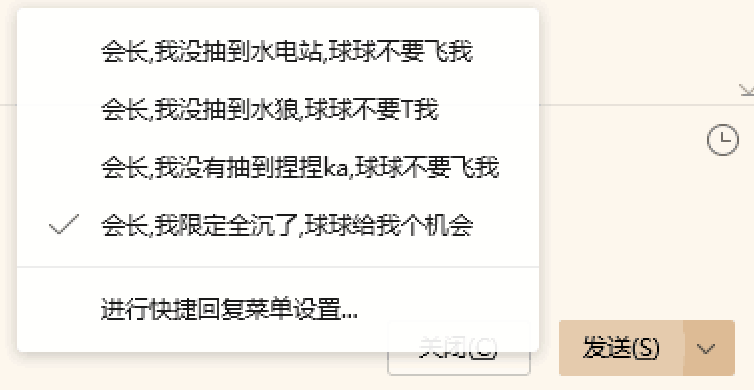 会长,我没抽到水电站,球球不要飞我
会长,我没抽到水狼,球球不要T我
会长,我没有抽到捏捏ka,球球不要飞我
会长,我限定全沉了,球球给我个机会
进行快捷回复菜单设置...
关闭(C)
发送(S)